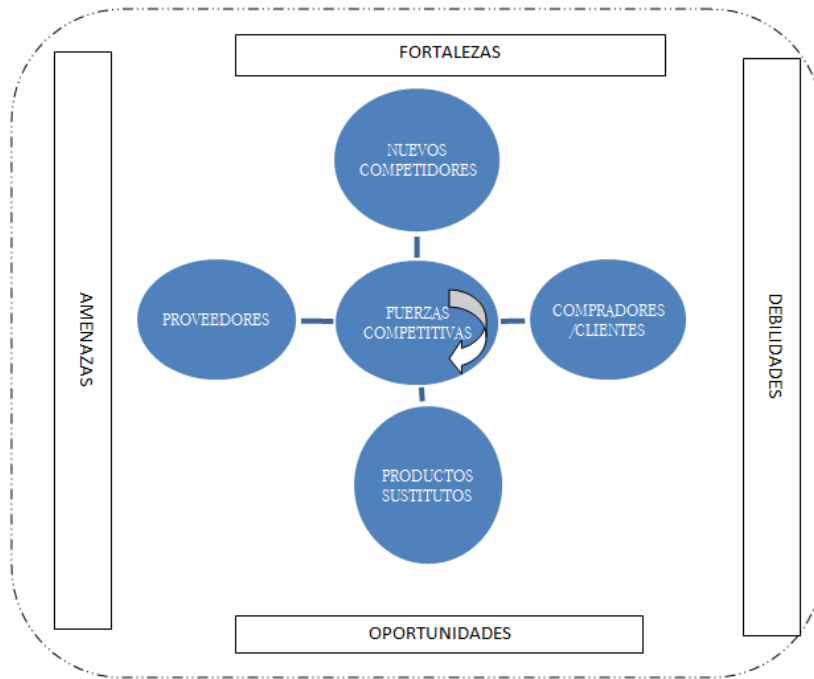 FORTALEZAS
NUEVOS
COMPETIDORES
AMENAZAS
PROVEEDORES
FUERZAS
COMPETITIVAS
COMPRADORES
/CLIENTES
DEBILIDADES
PRODUCTOS
SUSTITUTOS
OPORTUNIDADES